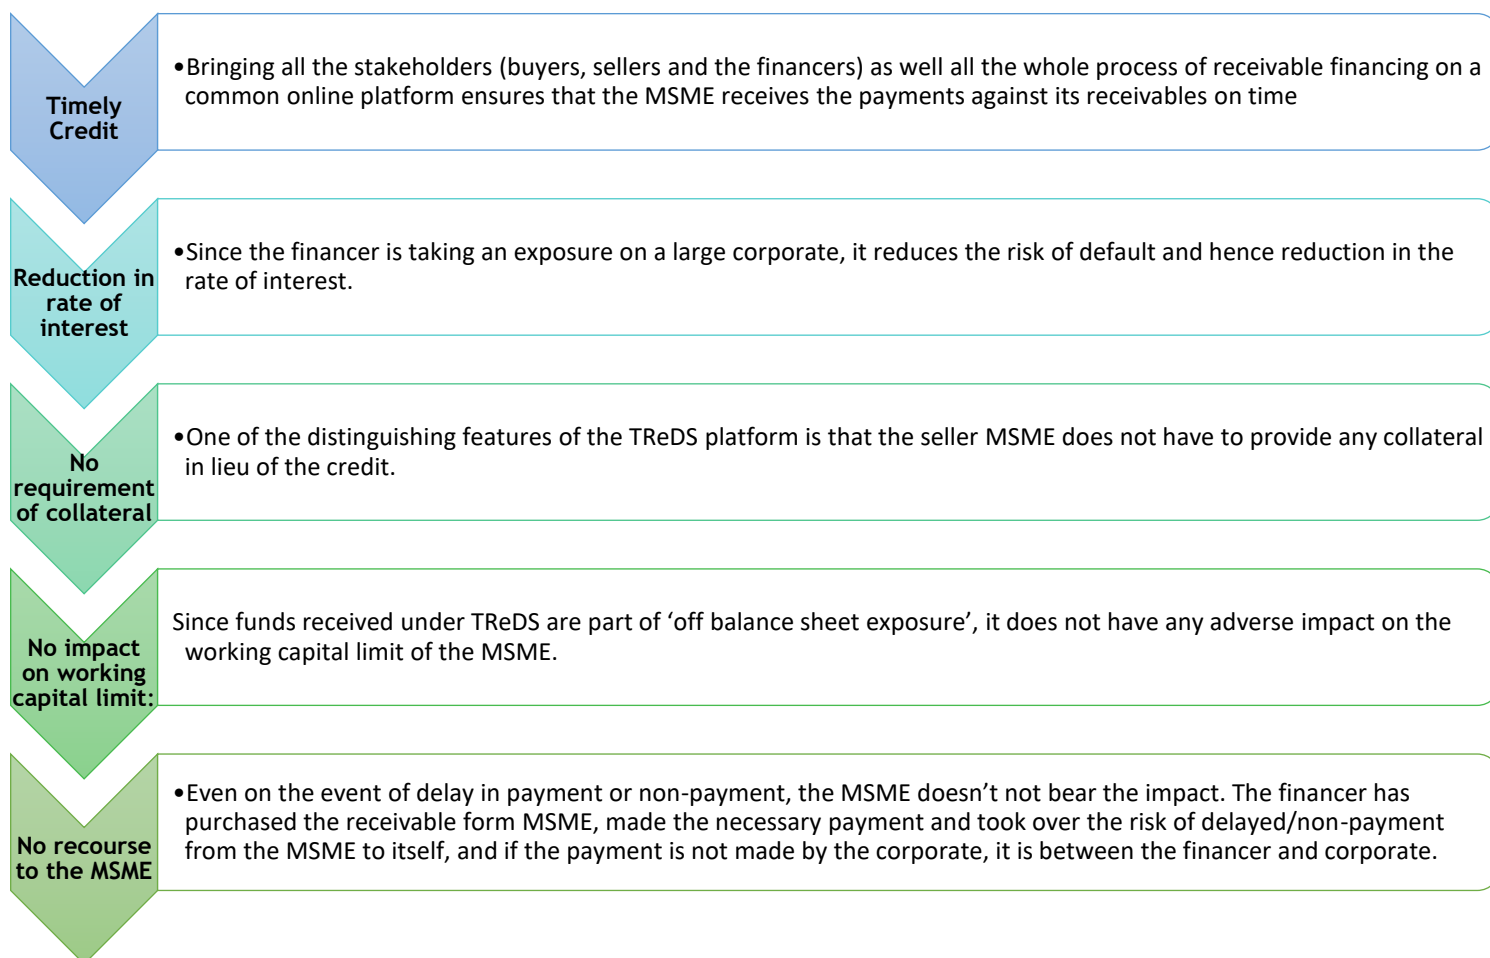 Timely
Credit
•Bringing all the stakeholders (buyers, sellers and the financers) as well all the whole process of receivable financing on a
common online platform ensures that the MSME receives the payments against its receivables on time
Reduction in
rate of
interest
•Since the financer is taking an exposure on a large corporate, it reduces the risk of default and hence reduction in the
rate of interest.
No
requirement
of collateral
•One of the distinguishing features of the TReDS platform is that the seller MSME does not have to provide any collateral
in lieu of the credit.
No impact
on working
capital limit:
Since funds received under TReDS are part of ‘off balance sheet exposure’, it does not have any adverse impact on the
working capital limit of the MSME.
No recourse
to the MSME
•Even on the event of delay in payment or non-payment, the MSME doesn’t not bear the impact. The financer has
purchased the receivable form MSME, made the necessary payment and took over the risk of delayed/non-payment
from the MSME to itself, and if the payment is not made by the corporate, it is between the financer and corporate.